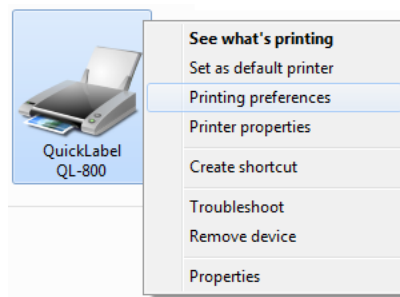 QuickLabel
QL-800
See what's printing
Set as default printer
Printing preferences
Printer properties
Create shortcut
Troubleshoot
Remove device
Properties